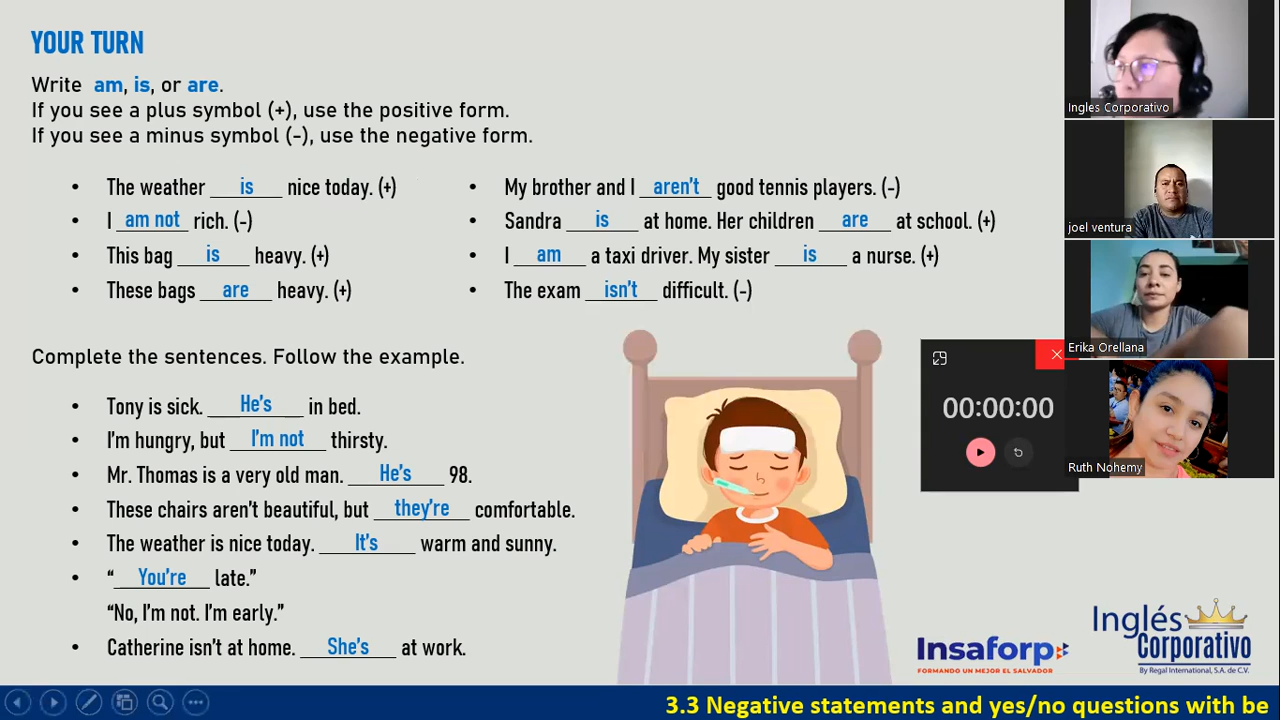 YOUR TURN
Write am, is, or are.
If you see a plus symbol (+), use the positive form.
If you see a minus symbol (-), use the negative form.
• The weather is nice today. (+)
• I am not rich. (-)
• This bag is heavy. (+)
• These bags are heavy. (+)
• My brother and I aren't good tennis players. (-)
• Sandra is at home. Her children are at school. (+)
• I am a taxi driver. My sister is a nurse. (+)
• The exam isn't difficult. (-)
Complete the sentences. Follow the example.
• Tony is sick. He's in bed.
• I'm hungry, but I'm not thirsty.
• Mr. Thomas is a very old man. He's 98.
• These chairs aren't beautiful, but they're comfortable.
• The weather is nice today. It's warm and sunny.
• “You're late.”
“No, I'm not. I'm early.”
• Catherine isn't at home. She's at work.
00:00:00
Ingles Corporativo
joel ventura
Erika Orellana
Ruth Nohemy
Insaforp
FORMANDO UN MEJOR EL SALVADOR
Inglés
Corporativo
By Regal International, S.A. de C.V.
3.3 Negative statements and yes/no questions with be